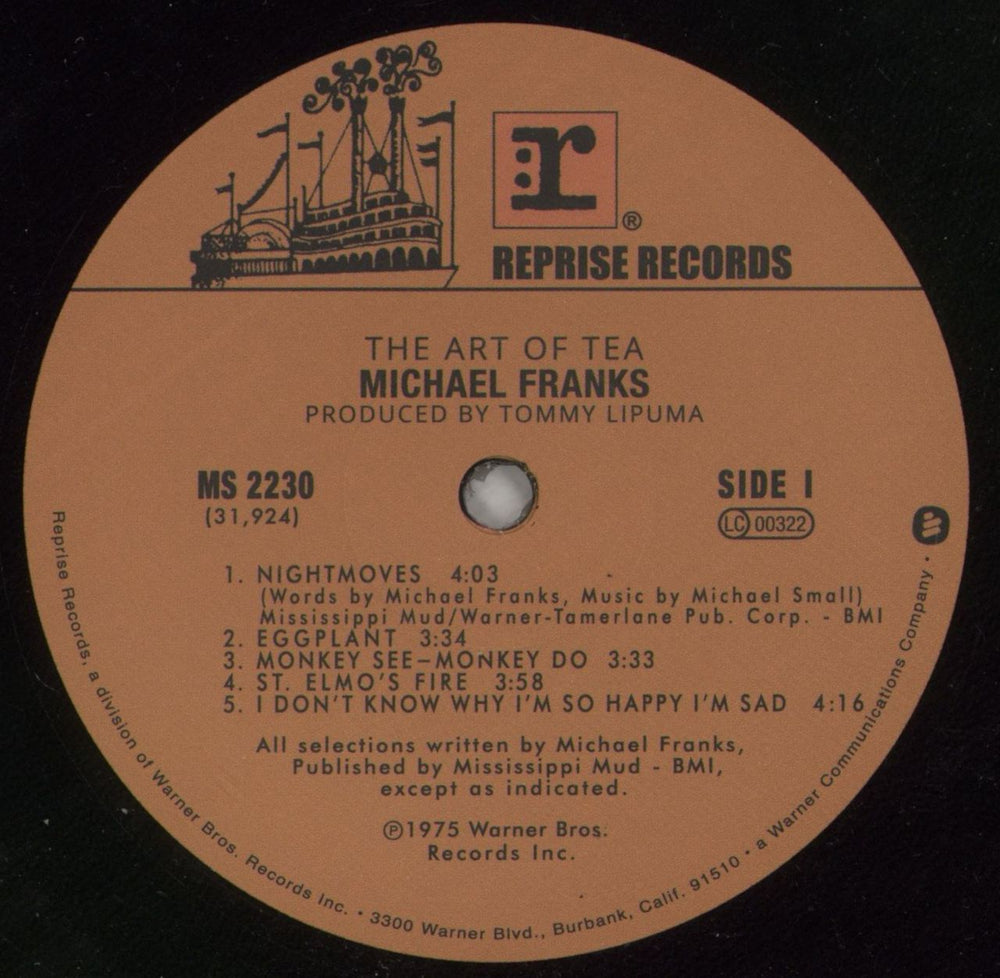 r
®
REPRISE RECORDS
THE ART OF TEA
MICHAEL FRANKS
PRODUCED BY TOMMY LIPUMA
MS 2230
(31,924)
SIDE 1
LC 00322
1. NIGHTMOVES 4:03
(Words by Michael Franks, Music by Michael Small)
Mississippi Mud/Warner-Tamerlane Pub. Corp. - BMI
2. EGGPLANT 3:34
3. MONKEY SEE–MONKEY DO 3:33
4. ST. ELMO'S FIRE 3:58
5. I DON'T KNOW WHY I'M SO HAPPY I'M SAD 4:16
All selections written by Michael Franks,
Published by Mississippi Mud - BMI,
except as indicated.
℗1975 Warner Bros.
Records Inc.
Reprise Records, a division of Warner Bros. Records Inc. • 3300 Warner Blvd., Burbank, Calif. 91510 • a Warner Communications Company •